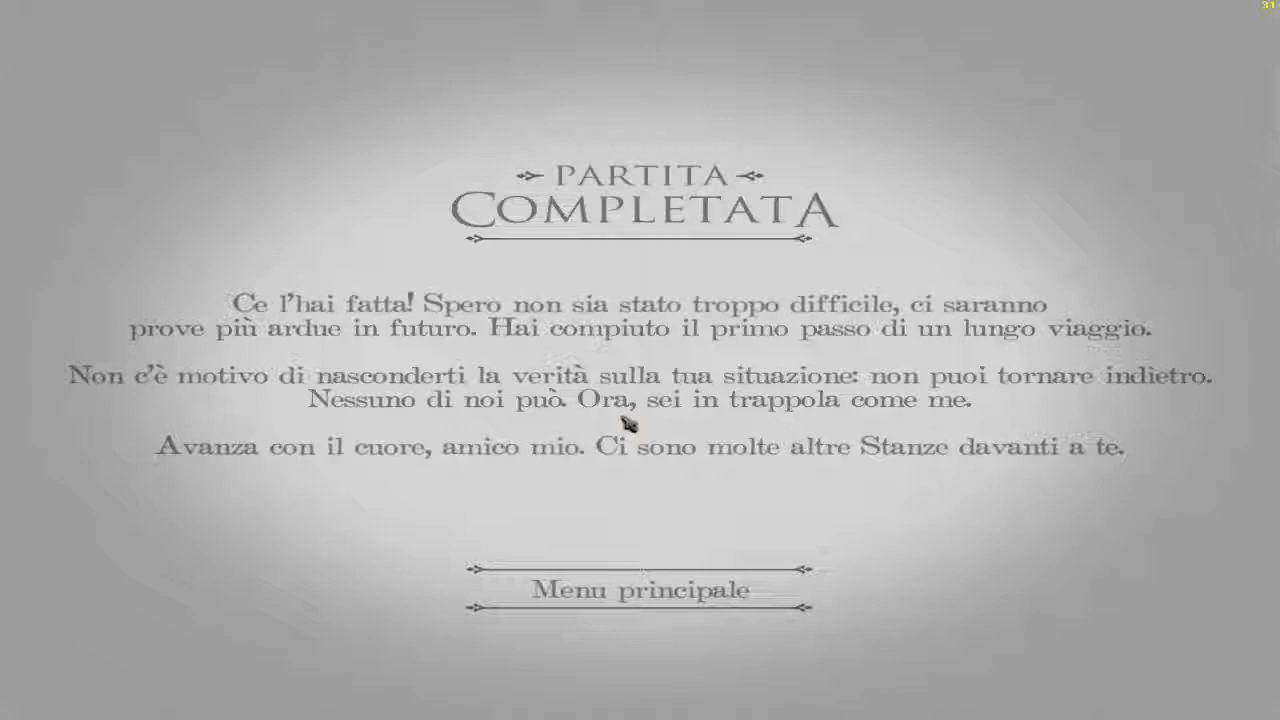 31
PARTITA
COMPLETATA
Ce l'hai fatta! Spero non sia stato troppo difficile, ci saranno
prove più ardue in futuro. Hai compiuto il primo passo di un lungo viaggio.
Non c'è motivo di nasconderti la verità sulla tua situazione: non puoi tornare indietro.
Nessuno di noi può. Ora, sei in trappola come me.
Avanza con il cuore, amico mio. Ci sono molte altre Stanze davanti a te.
Menu principale